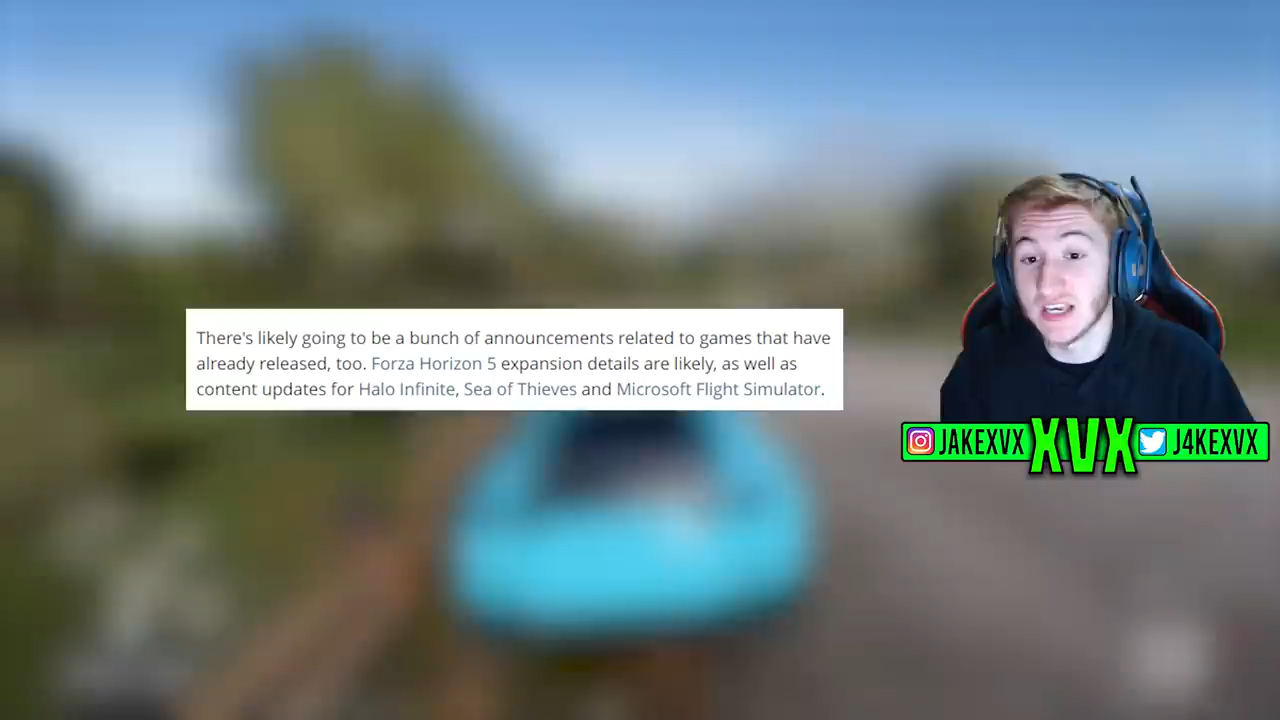 There's likely going to be a bunch of announcements related to games that have
already released, too. Forza Horizon 5 expansion details are likely, as well as
content updates for Halo Infinite, Sea of Thieves and Microsoft Flight Simulator.
JAKEXVX XVX J4KEXVX